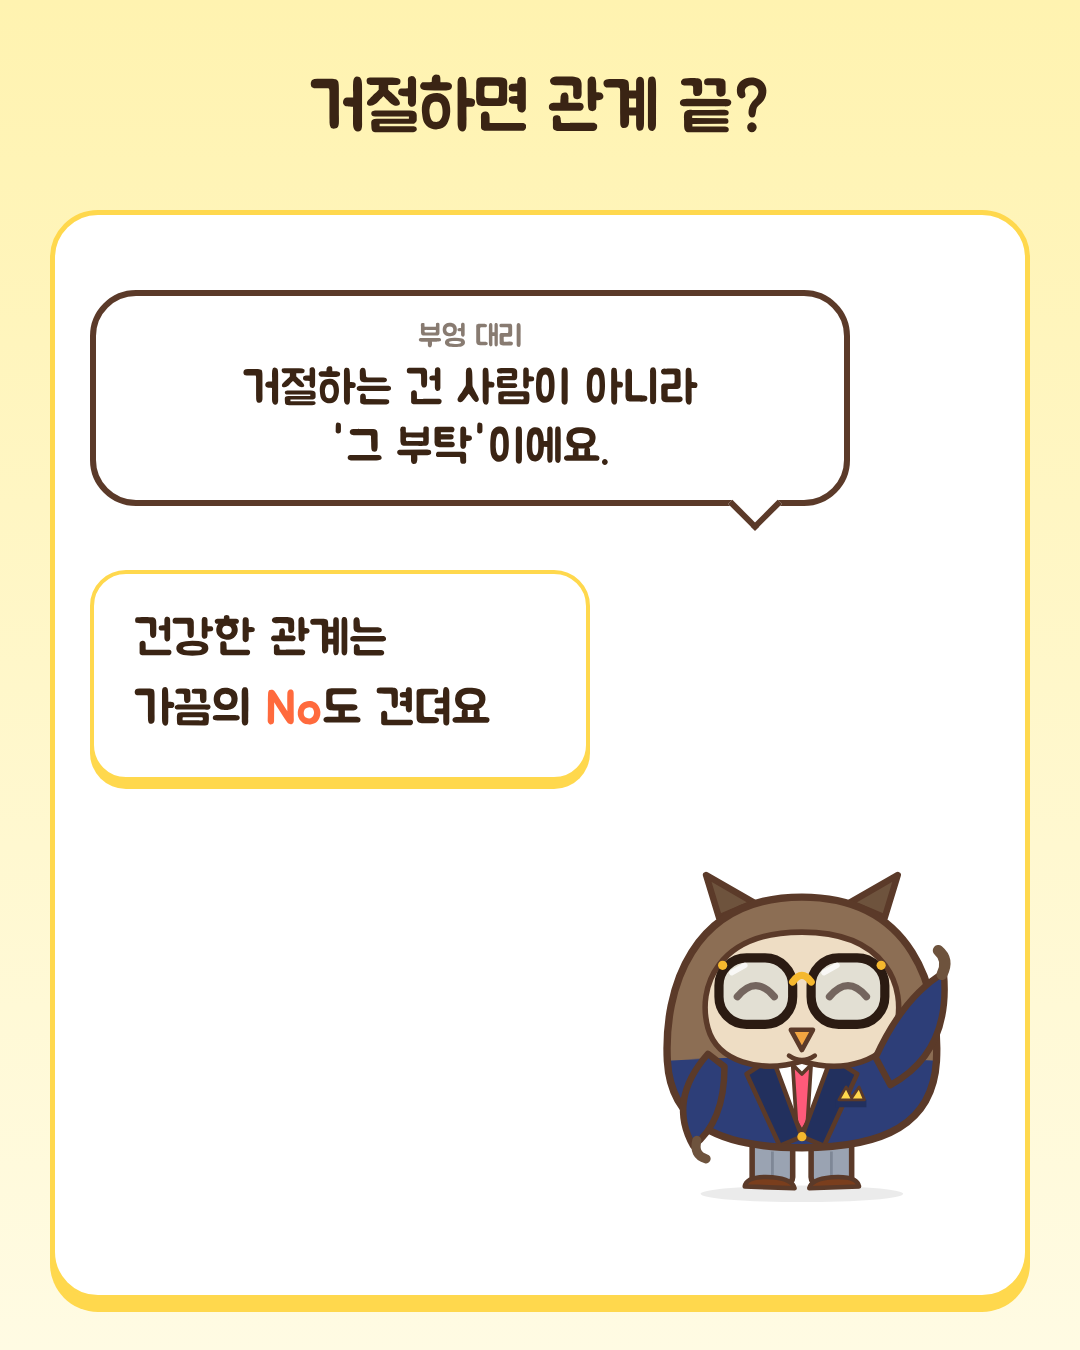 거절하면 관계 끝?
부엉 대리
거절하는 건 사람이 아니라
'그 부탁'이에요.
건강한 관계는
가끔의 No도 견뎌요